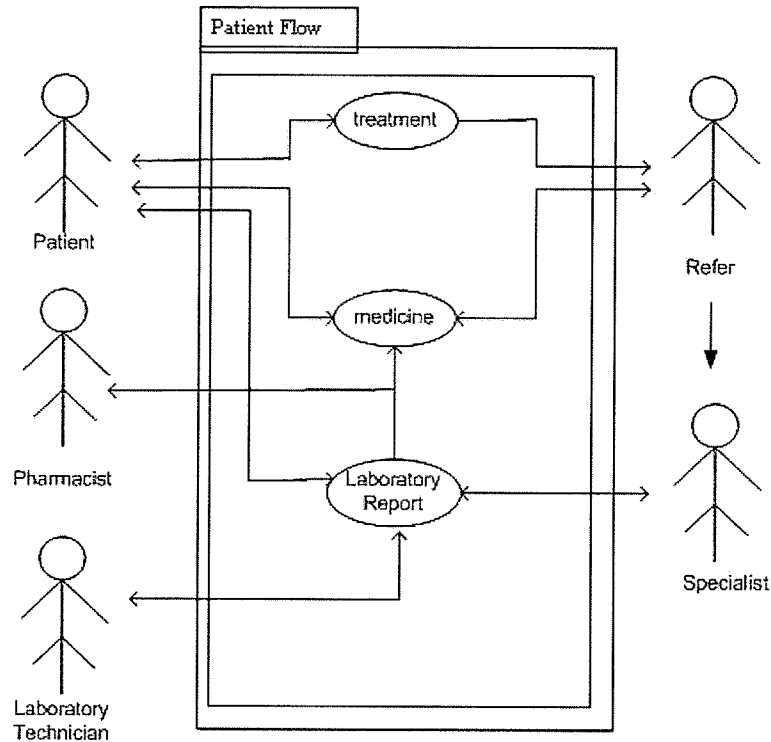 Patient Flow
treatment
Patient
Refer
medicine
Pharmacist
Laboratory
Report
Specialist
Laboratory
Technician